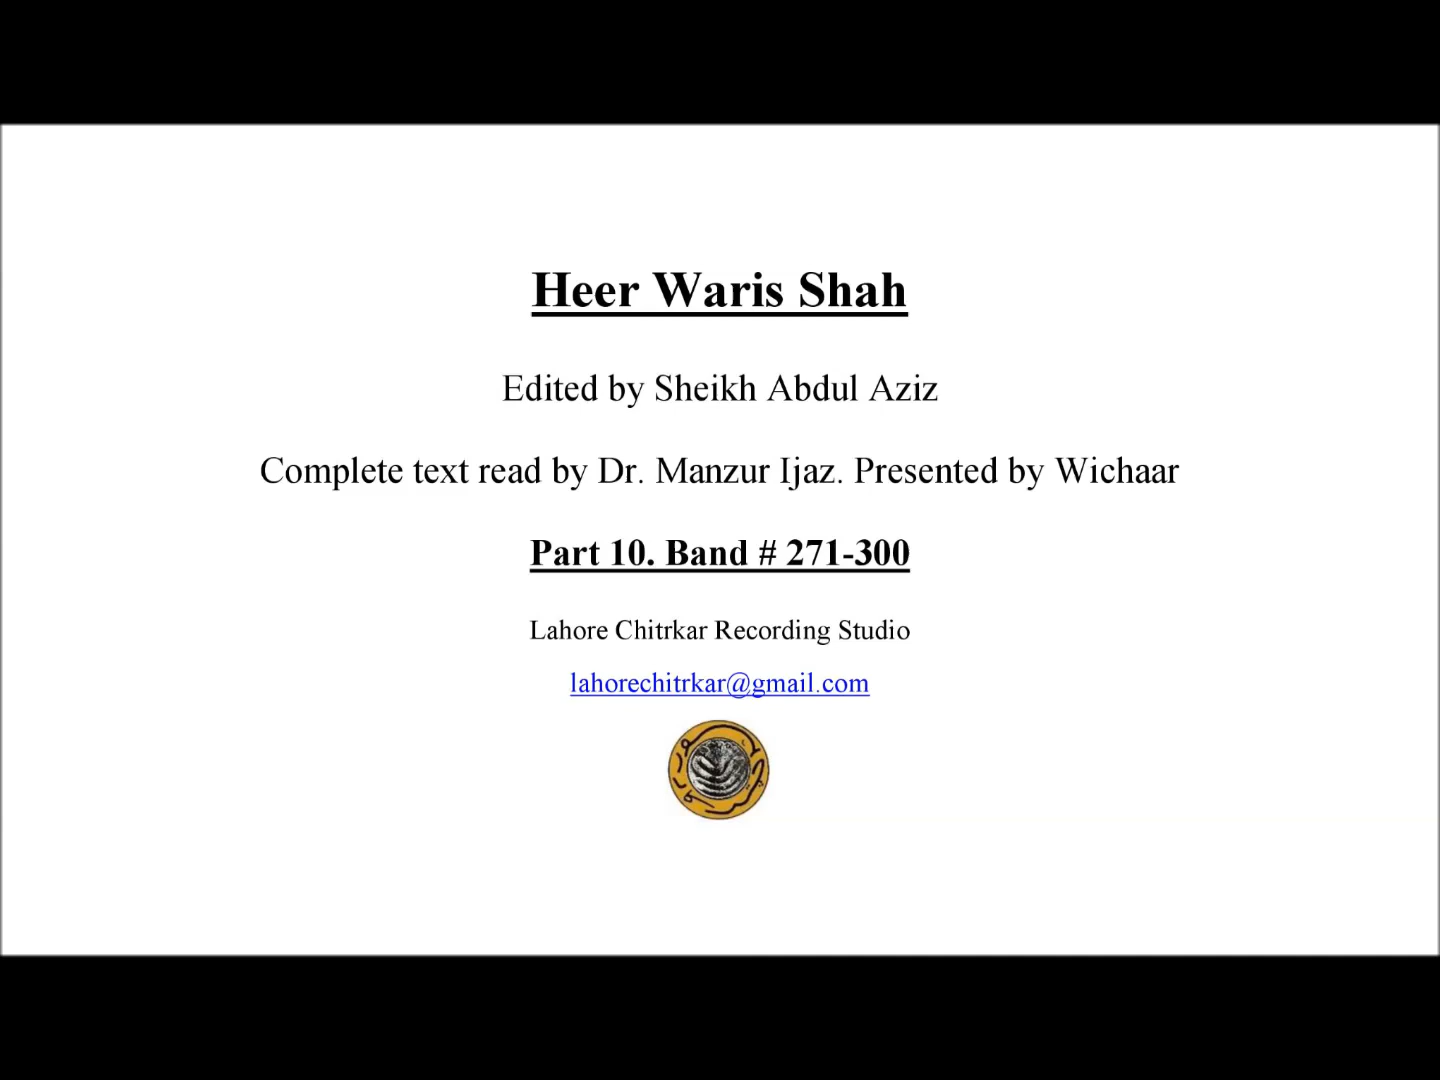 Heer Waris Shah
Edited by Sheikh Abdul Aziz
Complete text read by Dr. Manzur Ijaz. Presented by Wichaar
Part 10. Band # 271-300
Lahore Chitrkar Recording Studio
lahorechitrkar@gmail.com